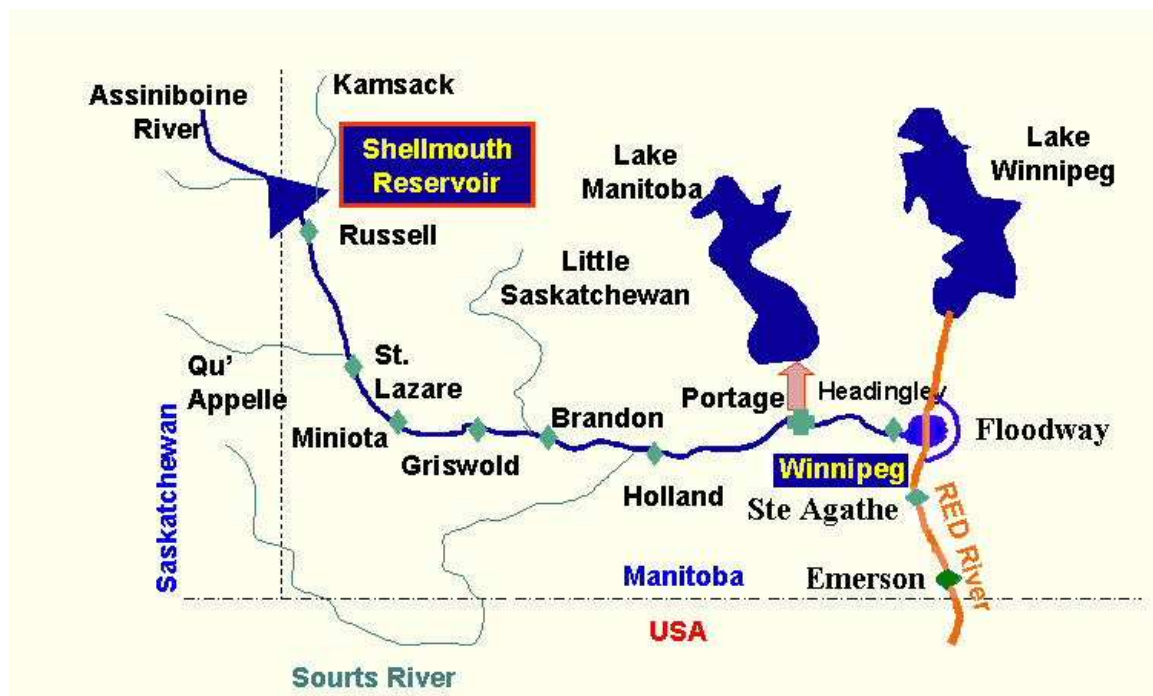 Assiniboine
River
Kamsack
Shellmouth
Reservoir
Lake
Manitoba
Lake
Winnipeg
Russell
Little
Saskatchewan
Qu'
Appelle
St.
Lazare
Miniota
Griswold
Brandon
Holland
Portage
Headingley
Floodway
Winnipeg
Ste Agathe
RED River
Emerson
Saskatchewan
Manitoba
USA
Sourts River